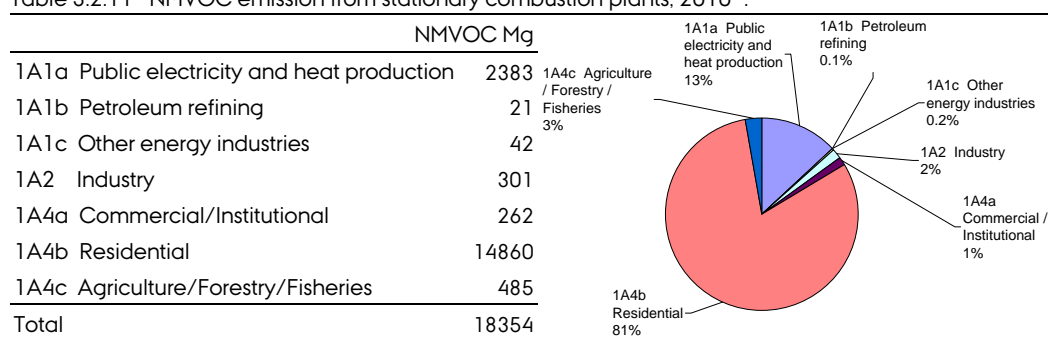 NMVOC Mg
1A1a Public electricity and heat production 2383
1A1b Petroleum refining 21
1A1c Other energy industries 42
1A2 Industry 301
1A4a Commercial/Institutional 262
1A4b Residential 14860
1A4c Agriculture/Forestry/Fisheries 485
Total 18354
1A4c Agriculture
/ Forestry /
Fisheries
3%
1A1a Public
electricity and
heat production
13%
1A1b Petroleum
refining
0.1%
1A1c Other
energy industries
0.2%
1A2 Industry
2%
1A4a
Commercial /
Institutional
1%
1A4b
Residential
81%